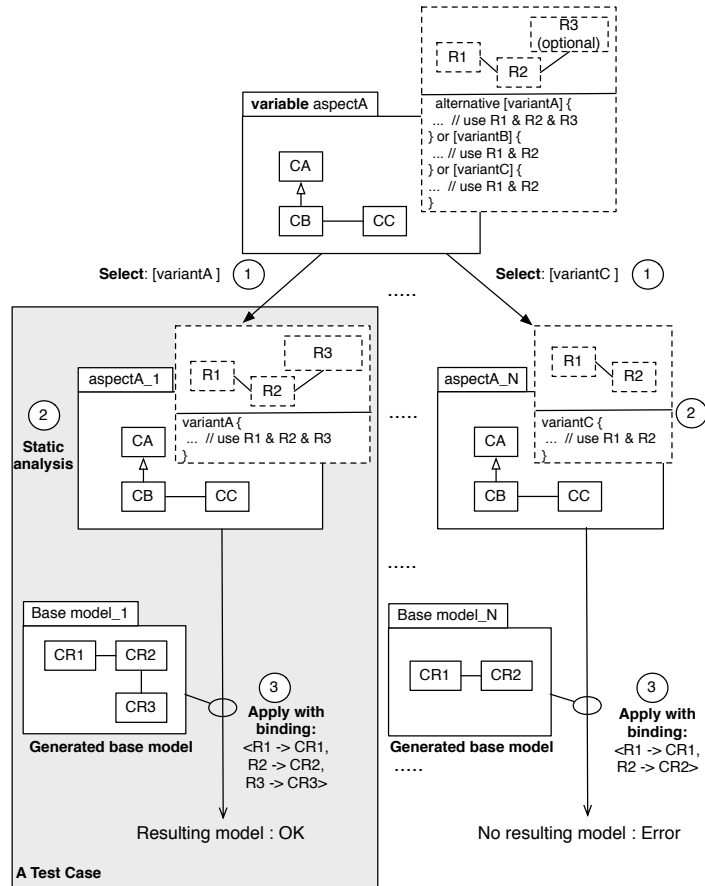 R3
(optional)
R1
R2
variable aspectA
alternative [variantA] {
... // use R1 & R2 & R3
} or [variantB] {
... // use R1 & R2
} or [variantC] {
... // use R1 & R2
}
CA
CB
CC
Select: [variantA ]
1
.....
Select: [variantC ]
1
R3
R1
R2
aspectA_1
variantA {
... // use R1 & R2 & R3
}
2
Static
analysis
CA
CB
CC
.....
R1
R2
aspectA_N
variantC {
... // use R1 & R2
}
2
CA
CB
CC
.....
Base model_1
CR1
CR2
CR3
Generated base model
3
Apply with
binding:
<R1 -> CR1,
R2 -> CR2,
R3 -> CR3>
Base model_N
CR1
CR2
Generated base model
.....
3
Apply with
binding:
<R1 -> CR1,
R2 -> CR2>
Resulting model : OK
No resulting model : Error
A Test Case